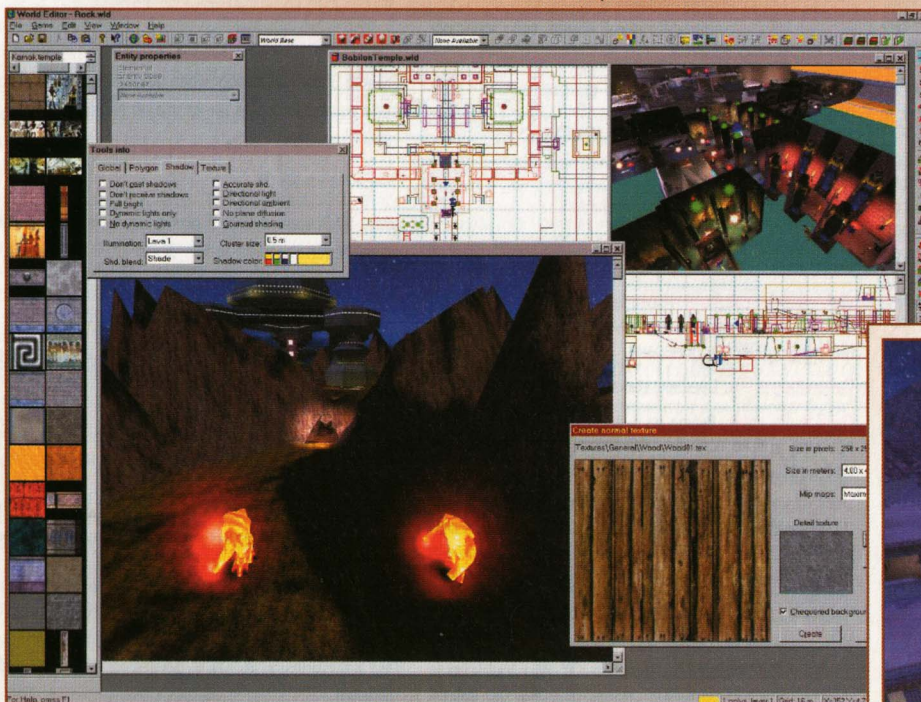 World Editor - Rock.wld
File Game Edit View Window Help
World Base
None Available
Karnak temple
Entity properties
BabilonTemple.wld
Tools info
Global Polygon Shadow Texture
Don't cast shadows
Don't receive shadows
Full bright
Dynamic lights only
No dynamic lights
Accurate shd.
Directional light
Directional ambient
No plane diffusion
Gouraud shading
Illumination:
Cluster size: 0.5 m
Shd. blend: Shade
Shadow color:
Create normal texture
Textures\General\Wood\Wood01.tex
Size in pixels: 256 x
Size in meters: 4.00 x
Mip maps:
Detail texture
Chequered
Create
For Help, press F1
Grid: 16 m